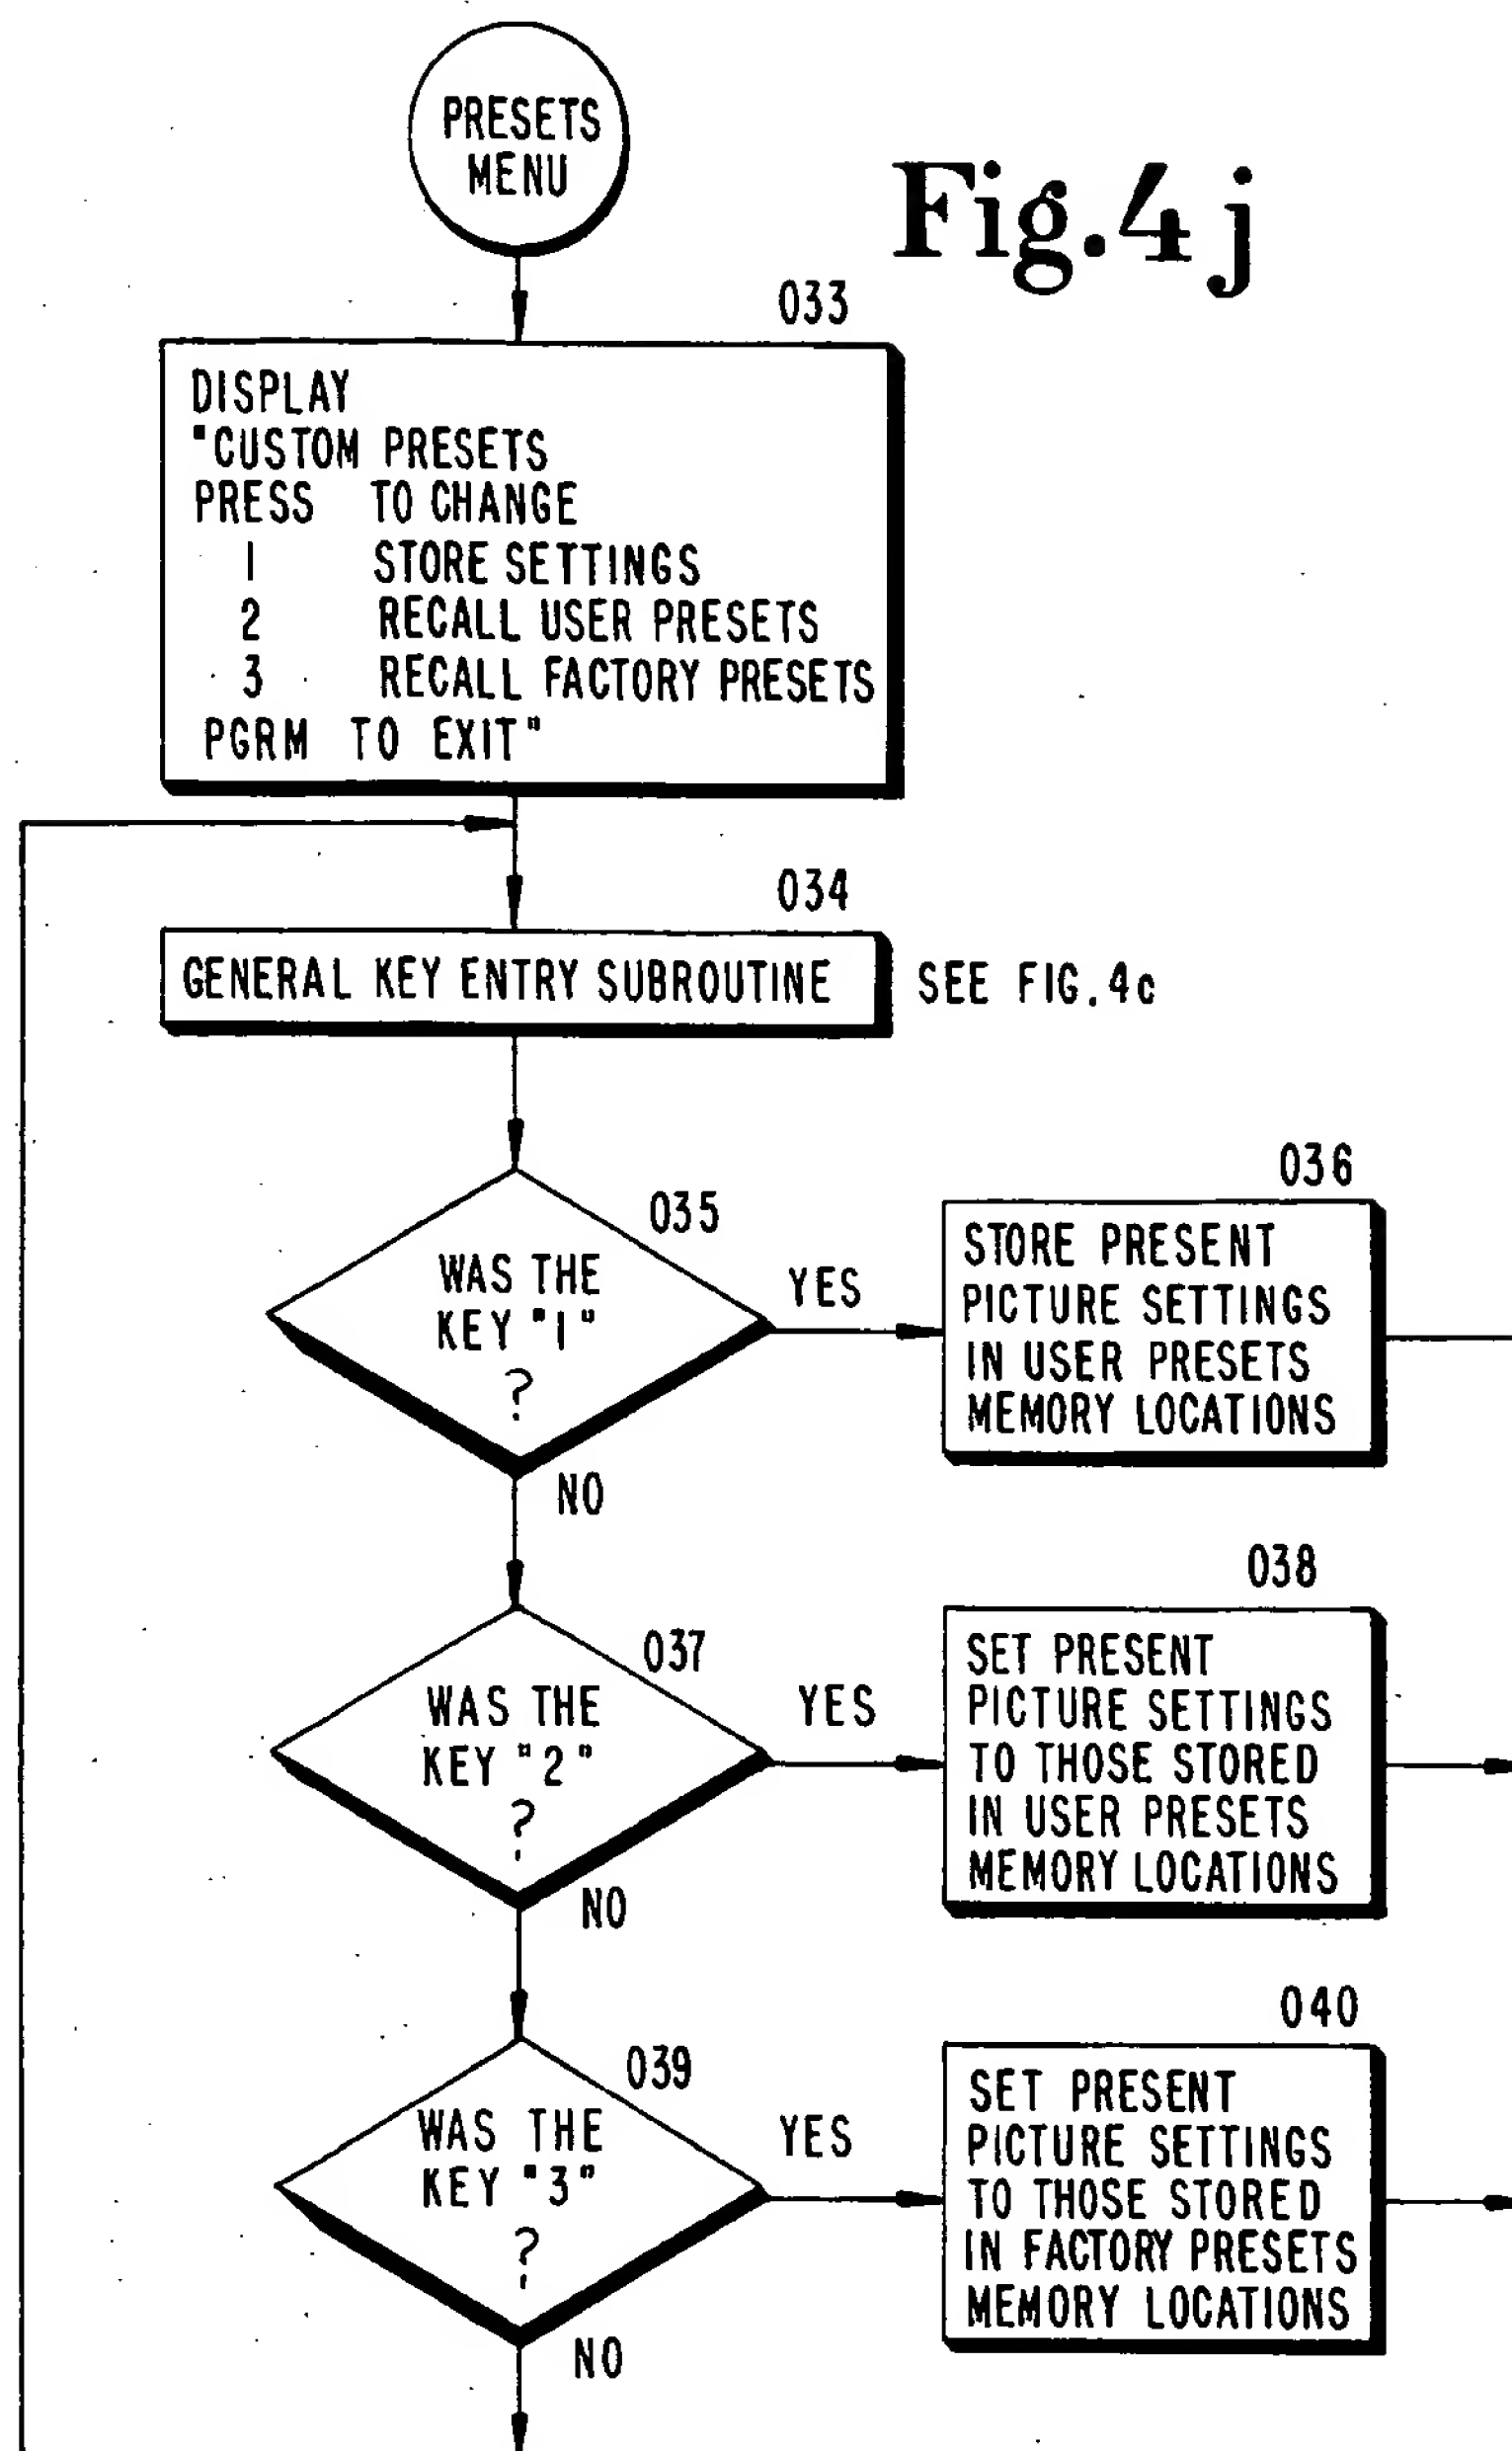 PRESETS
MENU
Fig.4j
033
DISPLAY
"CUSTOM PRESETS
PRESS TO CHANGE
1 STORE SETTINGS
2 RECALL USER PRESETS
3 RECALL FACTORY PRESETS
PGRM TO EXIT"
034
GENERAL KEY ENTRY SUBROUTINE
SEE FIG.4c
035
WAS THE
KEY "1"
?
YES
NO
036
STORE PRESENT
PICTURE SETTINGS
IN USER PRESETS
MEMORY LOCATIONS
037
WAS THE
KEY "2"
?
YES
NO
038
SET PRESENT
PICTURE SETTINGS
TO THOSE STORED
IN USER PRESETS
MEMORY LOCATIONS
039
WAS THE
KEY "3"
?
YES
NO
040
SET PRESENT
PICTURE SETTINGS
TO THOSE STORED
IN FACTORY PRESETS
MEMORY LOCATIONS